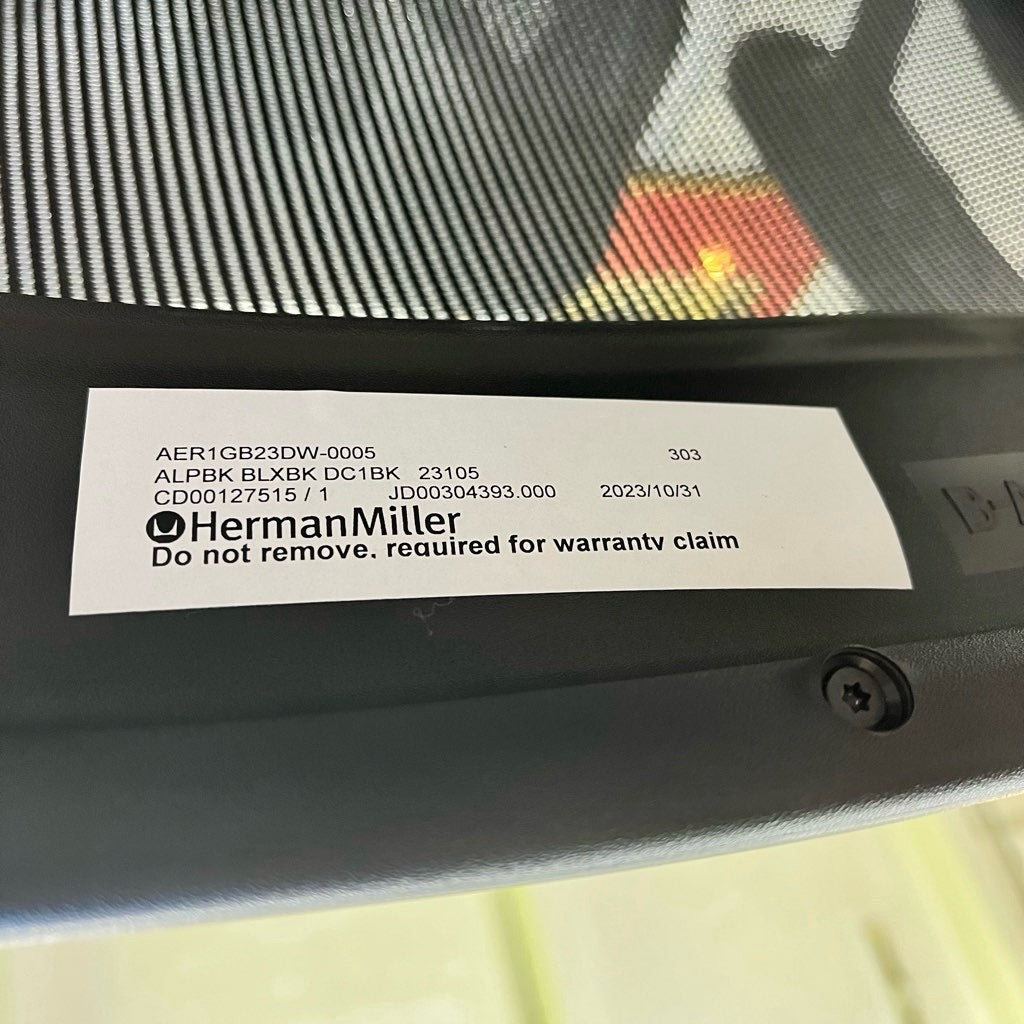 AER1GB23DW-0005 303
ALPBK BLXBK DC1BK 23105
CD00127515 / 1 JD00304393.000 2023/10/31
HermanMiller
Do not remove, required for warranty claim